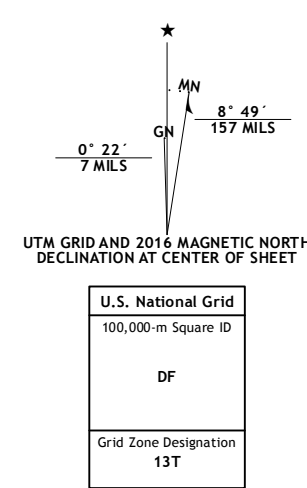 MN
8° 49´
157 MILS
GN
0° 22´
7 MILS
UTM GRID AND 2016 MAGNETIC NORTH
DECLINATION AT CENTER OF SHEET
U.S. National Grid
100,000-m Square ID
DF
Grid Zone Designation
13T